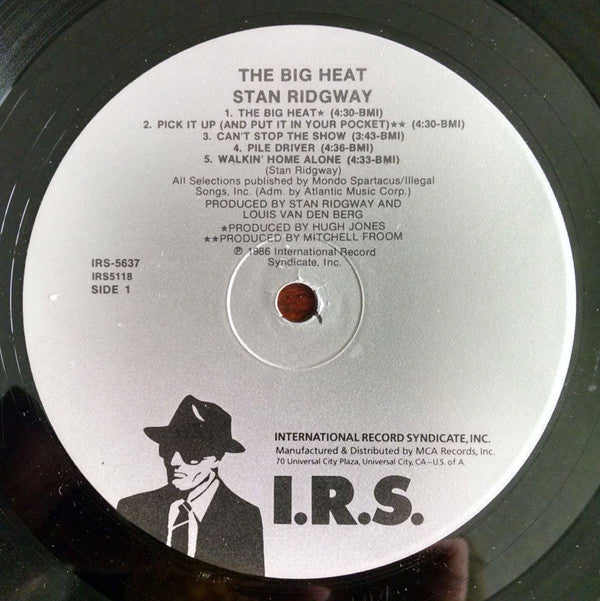 THE BIG HEAT
STAN RIDGWAY
1. THE BIG HEAT★ (4:30-BMI)
2. PICK IT UP (AND PUT IT IN YOUR POCKET)★★ (4:30-BMI)
3. CAN'T STOP THE SHOW (3:43-BMI)
4. PILE DRIVER (4:36-BMI)
5. WALKIN' HOME ALONE (4:33-BMI)
(Stan Ridgway)
All Selections published by Mondo Spartacus/Illegal
Songs, Inc. (Adm. by Atlantic Music Corp.)
PRODUCED BY STAN RIDGWAY AND
LOUIS VAN DEN BERG
★PRODUCED BY HUGH JONES
★★PRODUCED BY MITCHELL FROOM
℗ 1986 International Record
Syndicate, Inc.
IRS-5637
IRS5118
SIDE 1
INTERNATIONAL RECORD SYNDICATE, INC.
Manufactured & Distributed by MCA Records, Inc.
70 Universal City Plaza, Universal City, CA--U.S. of A.
I.R.S.